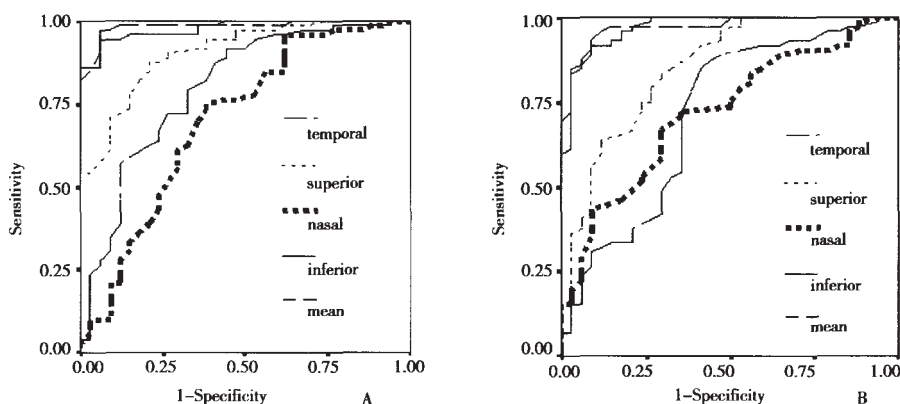 1.00
0.75
0.50
0.25
0.00
Sensitivity
temporal
superior
nasal
inferior
mean
0.00 0.25 0.50 0.75 1.00
1-Specificity
A
1.00
0.75
0.50
0.25
0.00
Sensitivity
temporal
superior
nasal
inferior
mean
0.00 0.25 0.50 0.75 1.00
1-Specificity
B